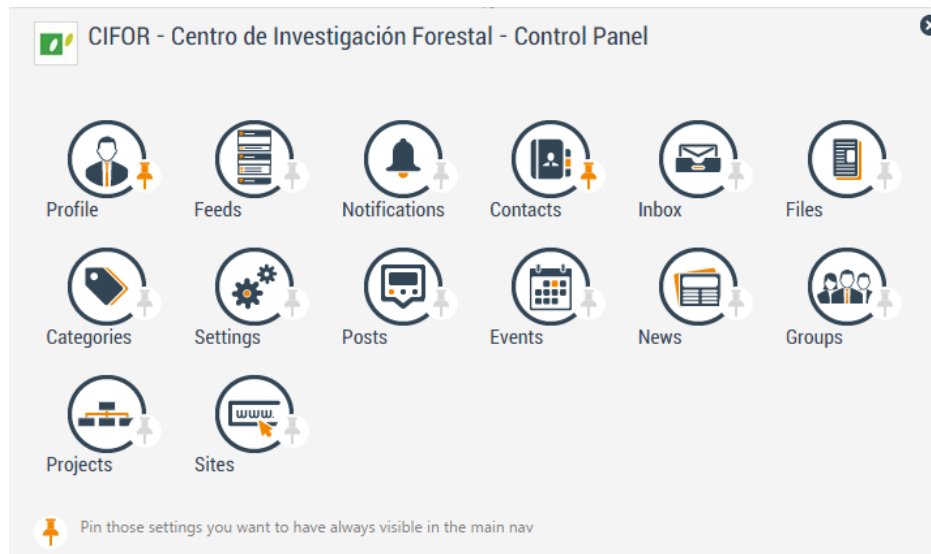 CIFOR - Centro de Investigación Forestal - Control Panel
Profile
Feeds
Notifications
Contacts
Inbox
Files
Categories
Settings
Posts
Events
News
Groups
www.
Projects
Sites
Pin those settings you want to have always visible in the main nav